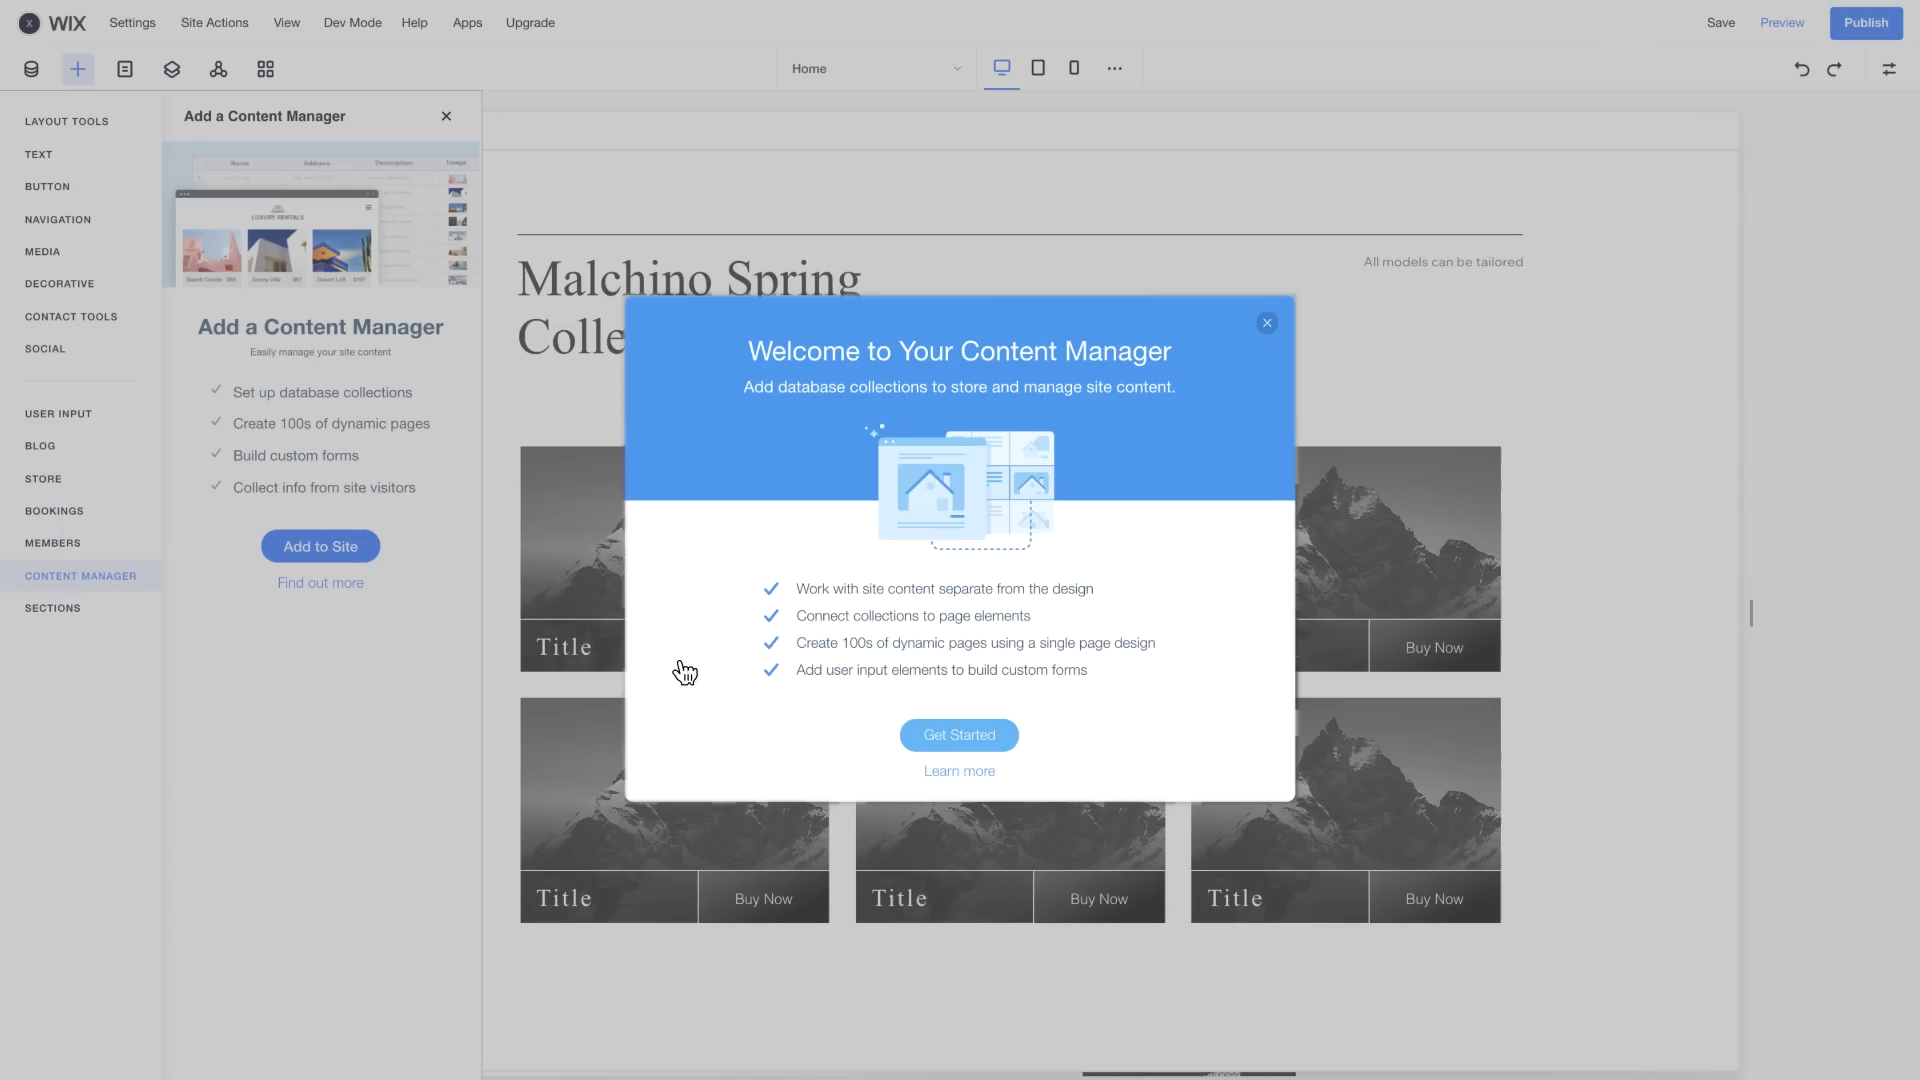 X WIX Settings Site Actions View Dev Mode Help Apps Upgrade Save Preview Publish
Home
LAYOUT TOOLS
TEXT
BUTTON
NAVIGATION
MEDIA
DECORATIVE
CONTACT TOOLS
SOCIAL
USER INPUT
BLOG
STORE
BOOKINGS
MEMBERS
CONTENT MANAGER
SECTIONS
Add a Content Manager
Name Address Description Image
LUXURY RENTALS
Add a Content Manager
Easily manage your site content
Set up database collections
Create 100s of dynamic pages
Build custom forms
Collect info from site visitors
Add to Site
Find out more
Malchino Spring
Colle
All models can be tailored
Welcome to Your Content Manager
Add database collections to store and manage site content.
Work with site content separate from the design
Connect collections to page elements
Create 100s of dynamic pages using a single page design
Add user input elements to build custom forms
Get Started
Learn more
Title
Buy Now
Title Buy Now Title Buy Now Title Buy Now